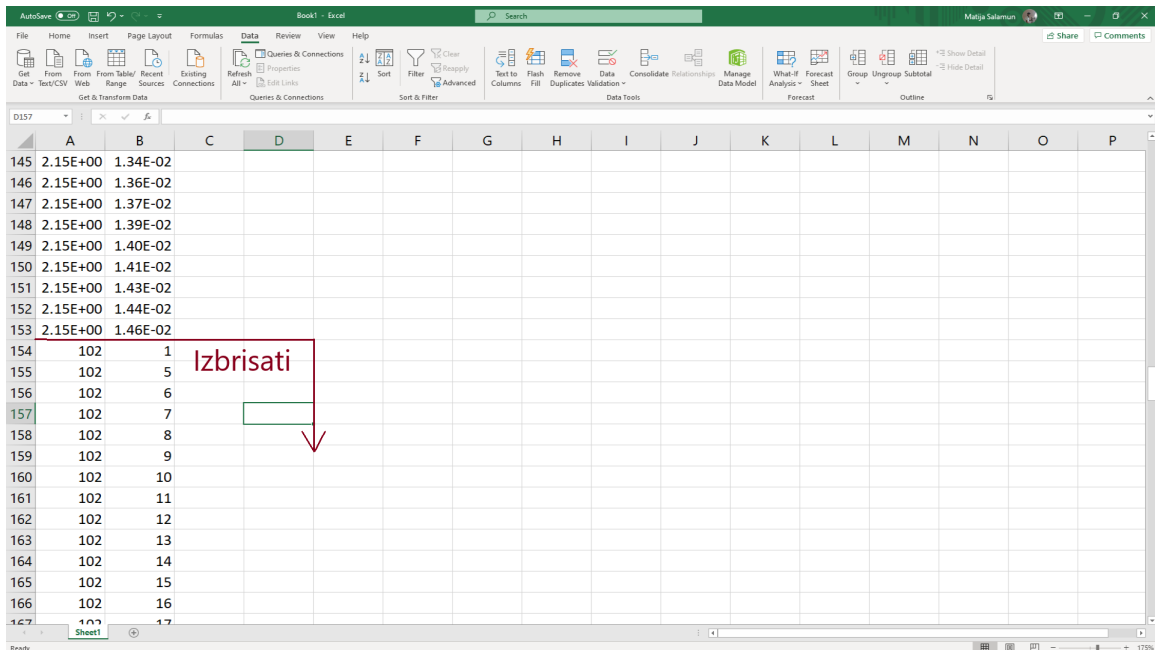 AutoSave Off Book1 - Excel Search Matija Salamun
File Home Insert Page Layout Formulas Data Review View Help Share Comments
Get Data From Text/CSV From Web From Table/ Range Recent Sources Existing Connections Refresh All Queries & Connections Properties Edit Links Sort Filter Clear Reapply Advanced Text to Columns Flash Fill Remove Duplicates Data Validation Consolidate Relationships Manage Data Model What-If Analysis Forecast Sheet Group Ungroup Subtotal Show Detail Hide Detail
Get & Transform Data Queries & Connections Sort & Filter Data Tools Forecast Outline
D157 fx
A B C D E F G H I J K L M N O P
145 2.15E+00 1.34E-02
146 2.15E+00 1.36E-02
147 2.15E+00 1.37E-02
148 2.15E+00 1.39E-02
149 2.15E+00 1.40E-02
150 2.15E+00 1.41E-02
151 2.15E+00 1.43E-02
152 2.15E+00 1.44E-02
153 2.15E+00 1.46E-02
154 102 1 Izbrisati
155 102 5
156 102 6
157 102 7
158 102 8
159 102 9
160 102 10
161 102 11
162 102 12
163 102 13
164 102 14
165 102 15
166 102 16
167 102 17
Sheet1
Ready 175%